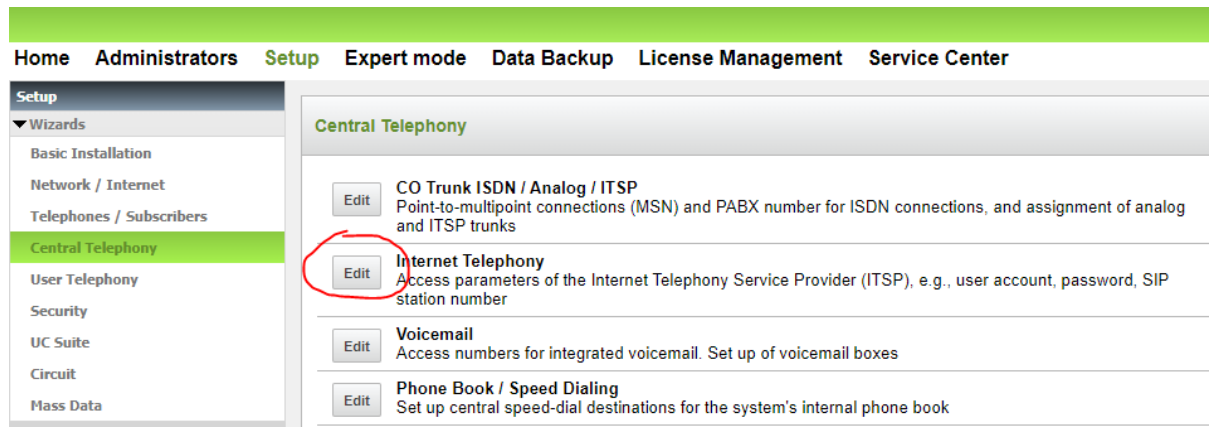 Home Administrators Setup Expert mode Data Backup License Management Service Center
Setup
Wizards
Basic Installation
Network / Internet
Telephones / Subscribers
Central Telephony
User Telephony
Security
UC Suite
Circuit
Mass Data
Central Telephony
Edit
CO Trunk ISDN / Analog / ITSP
Point-to-multipoint connections (MSN) and PABX number for ISDN connections, and assignment of analog
and ITSP trunks
Edit
Internet Telephony
Access parameters of the Internet Telephony Service Provider (ITSP), e.g., user account, password, SIP
station number
Edit
Voicemail
Access numbers for integrated voicemail. Set up of voicemail boxes
Edit
Phone Book / Speed Dialing
Set up central speed-dial destinations for the system's internal phone book